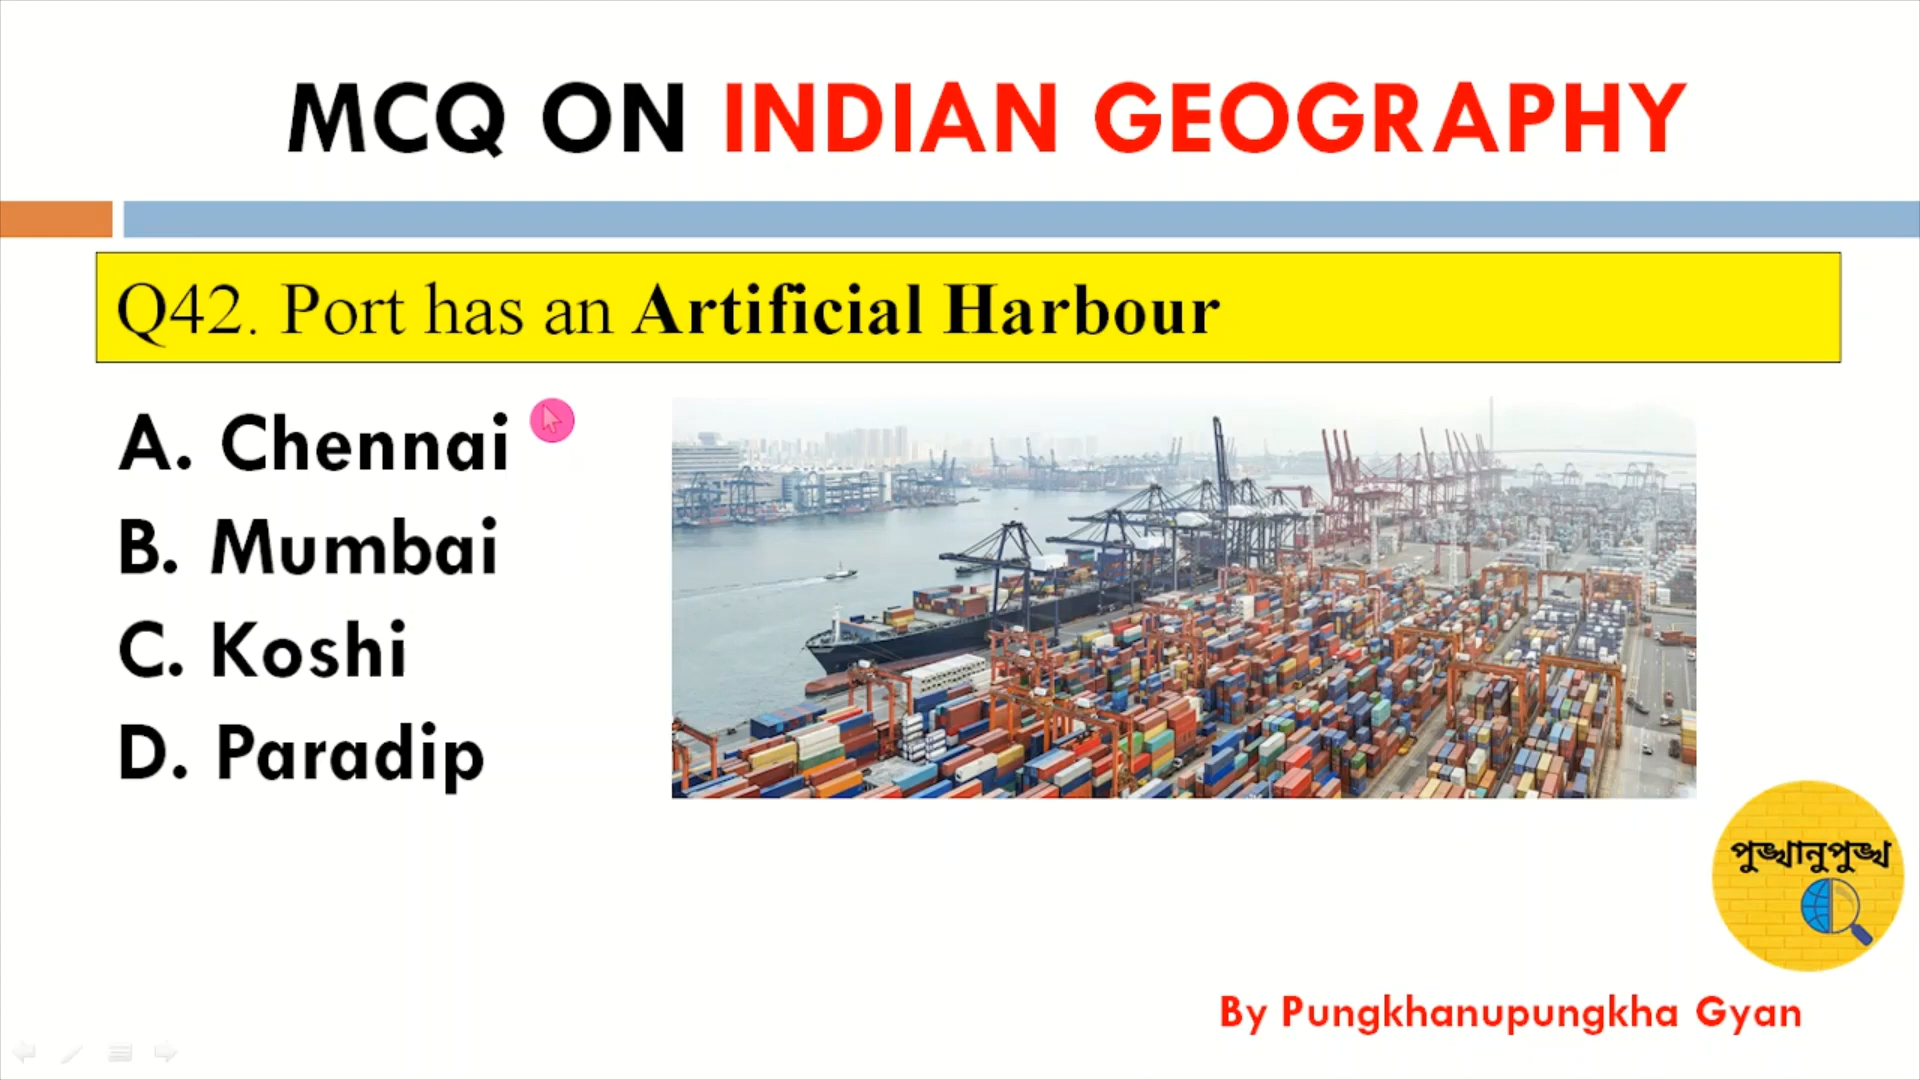 MCQ ON INDIAN GEOGRAPHY
Q42. Port has an Artificial Harbour
A. Chennai
B. Mumbai
C. Koshi
D. Paradip
পুঙ্খানুপুঙ্খ
By Pungkhanupungkha Gyan